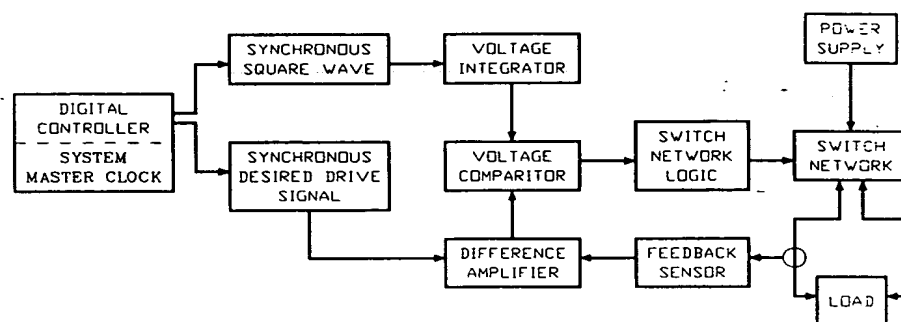 SYNCHRONOUS
SQUARE WAVE
VOLTAGE
INTEGRATOR
POWER
SUPPLY
DIGITAL
CONTROLLER
SYSTEM
MASTER CLOCK
SYNCHRONOUS
DESIRED DRIVE
SIGNAL
VOLTAGE
COMPARITOR
SWITCH
NETWORK
LOGIC
SWITCH
NETWORK
DIFFERENCE
AMPLIFIER
FEEDBACK
SENSOR
LOAD